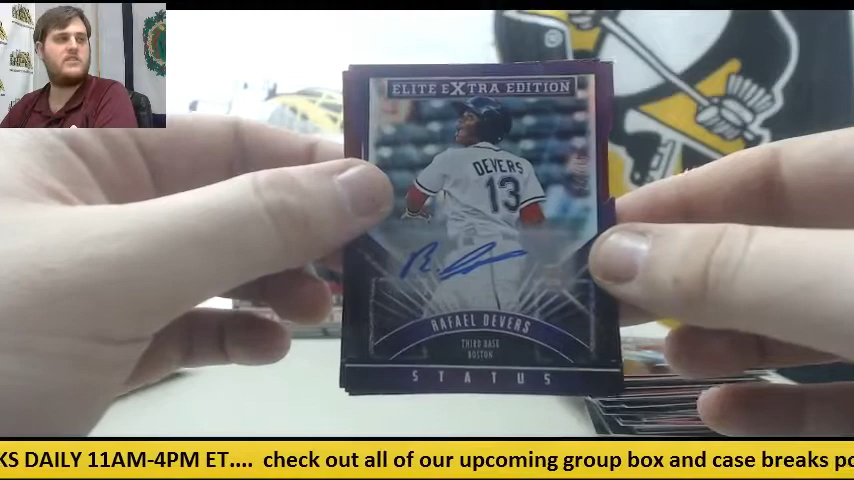 ELITE EXTRA EDITION
DEVERS
13
RAFAEL DEVERS
THIRD BASE
BOSTON
STATUS
KS DAILY 11AM-4PM ET.... check out all of our upcoming group box and case breaks po